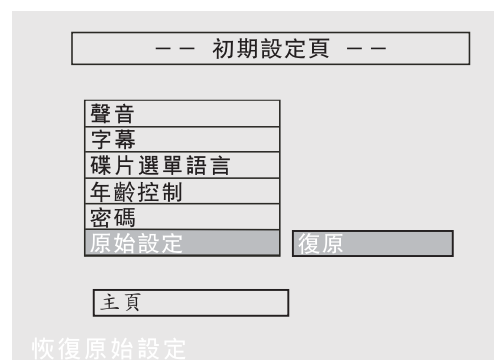 －－ 初期設定頁 －－
聲音
字幕
碟片選單語言
年齡控制
密碼
原始設定 復原
主頁
恢復原始設定